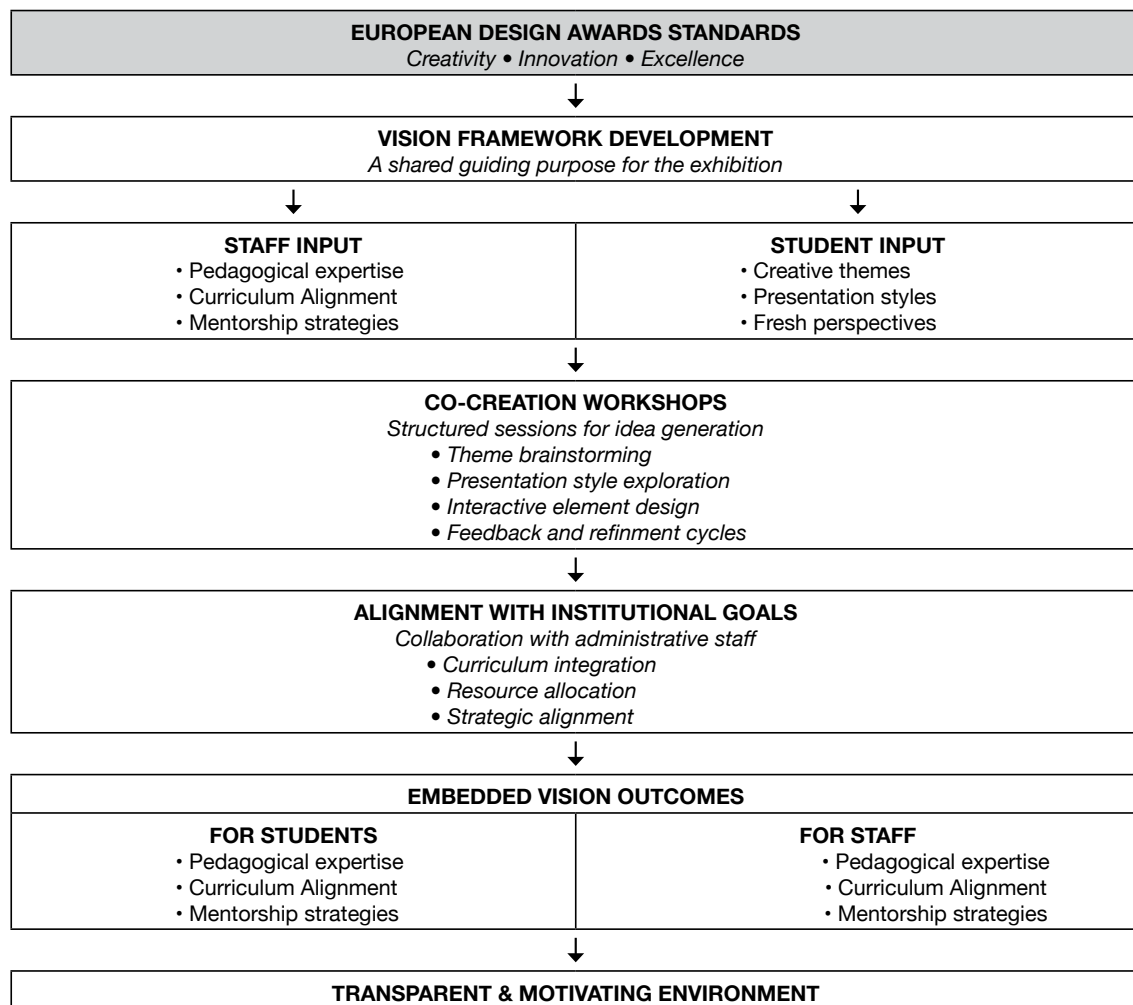 EUROPEAN DESIGN AWARDS STANDARDS
Creativity • Innovation • Excellence
VISION FRAMEWORK DEVELOPMENT
A shared guiding purpose for the exhibition
STAFF INPUT
• Pedagogical expertise
• Curriculum Alignment
• Mentorship strategies
STUDENT INPUT
• Creative themes
• Presentation styles
• Fresh perspectives
CO-CREATION WORKSHOPS
Structured sessions for idea generation
• Theme brainstorming
• Presentation style exploration
• Interactive element design
• Feedback and refinment cycles
ALIGNMENT WITH INSTITUTIONAL GOALS
Collaboration with administrative staff
• Curriculum integration
• Resource allocation
• Strategic alignment
EMBEDDED VISION OUTCOMES
FOR STUDENTS
• Pedagogical expertise
• Curriculum Alignment
• Mentorship strategies
FOR STAFF
• Pedagogical expertise
• Curriculum Alignment
• Mentorship strategies
TRANSPARENT & MOTIVATING ENVIRONMENT